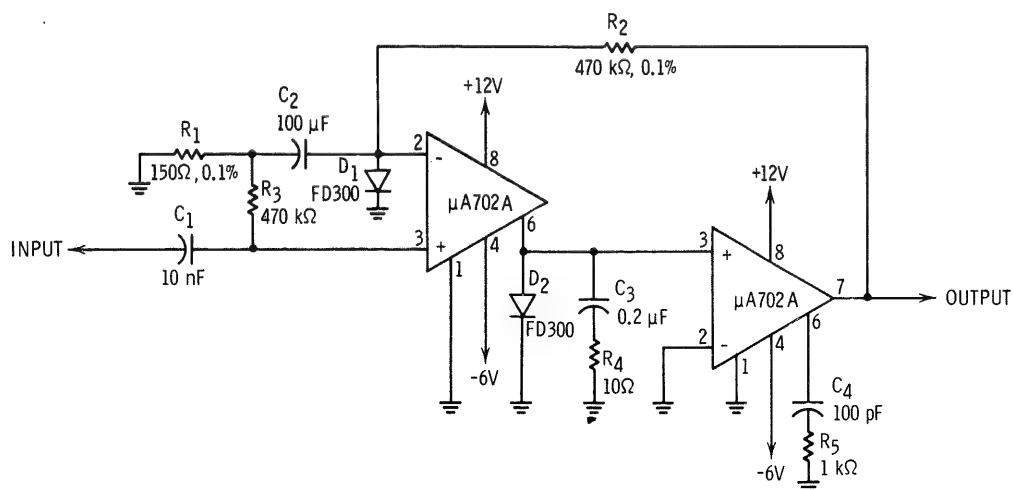 R2
470 kΩ, 0.1%
+12V
C2
100 μF
R1
150Ω, 0.1%
2
-
8
D1
FD300
μA702A
R3
470 kΩ
C1
10 nF
INPUT
3
+
1
4
6
-6V
D2
FD300
C3
0.2 μF
R4
10Ω
+12V
3
+
8
μA702A
7
OUTPUT
2
-
1
4
6
-6V
C4
100 pF
R5
1 kΩ